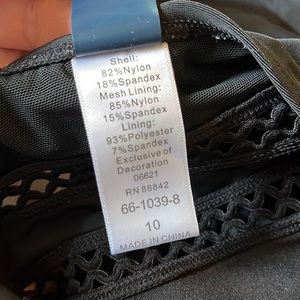 Shell:
82%Nylon
18%Spandex
Mesh Lining:
85%Nylon
15%Spandex
Lining:
93%Polyester
7%Spandex
Exclusive of
Decoration
06621
RN 88842
66-1039-8
10
MADE IN CHINA